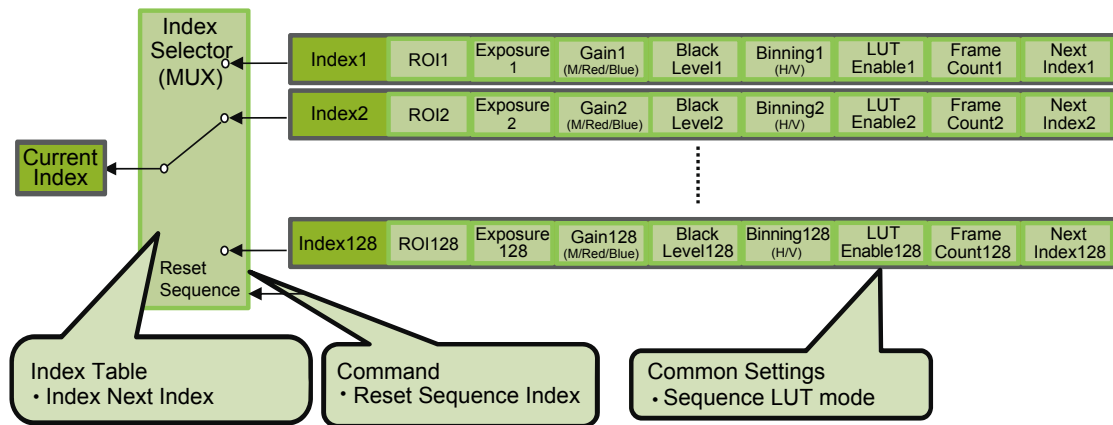 Index
Selector
(MUX)
Current
Index
Reset
Sequence
Index1
ROI1
Exposure
1
Gain1
(M/Red/Blue)
Black
Level1
Binning1
(H/V)
LUT
Enable1
Frame
Count1
Next
Index1
Index2
ROI2
Exposure
2
Gain2
(M/Red/Blue)
Black
Level2
Binning2
(H/V)
LUT
Enable2
Frame
Count2
Next
Index2
Index128
ROI128
Exposure
128
Gain128
(M/Red/Blue)
Black
Level128
Binning128
(H/V)
LUT
Enable128
Frame
Count128
Next
Index128
Index Table
・Index Next Index
Command
・Reset Sequence Index
Common Settings
・Sequence LUT mode